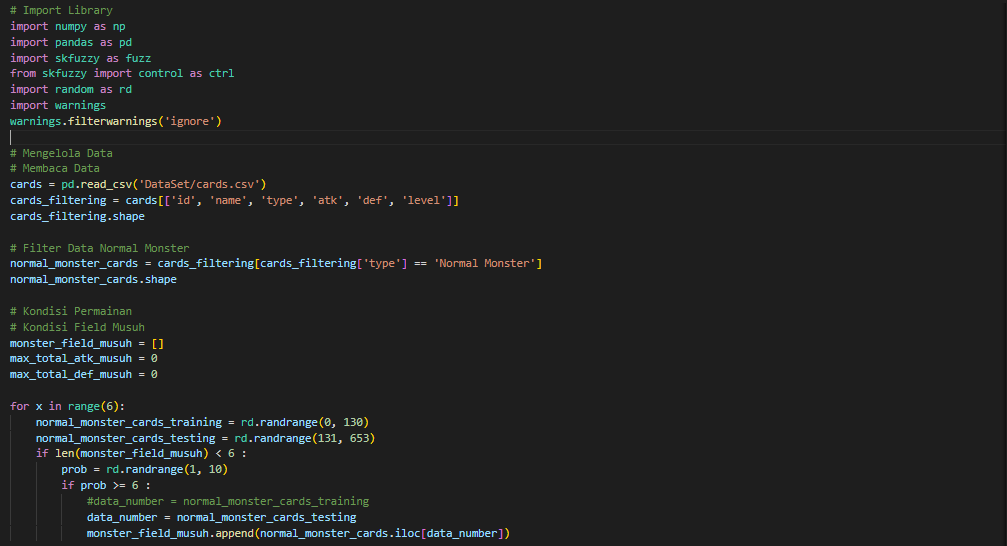 # Import Library
import numpy as np
import pandas as pd
import skfuzzy as fuzz
from skfuzzy import control as ctrl
import random as rd
import warnings
warnings.filterwarnings('ignore')
# Mengelola Data
# Membaca Data
cards = pd.read_csv('DataSet/cards.csv')
cards_filtering = cards[['id', 'name', 'type', 'atk', 'def', 'level']]
cards_filtering.shape
# Filter Data Normal Monster
normal_monster_cards = cards_filtering[cards_filtering['type'] == 'Normal Monster']
normal_monster_cards.shape
# Kondisi Permainan
# Kondisi Field Musuh
monster_field_musuh = []
max_total_atk_musuh = 0
max_total_def_musuh = 0
for x in range(6):
    normal_monster_cards_training = rd.randrange(0, 130)
    normal_monster_cards_testing = rd.randrange(131, 653)
    if len(monster_field_musuh) < 6 :
        prob = rd.randrange(1, 10)
        if prob >= 6 :
            #data_number = normal_monster_cards_training
            data_number = normal_monster_cards_testing
            monster_field_musuh.append(normal_monster_cards.iloc[data_number])